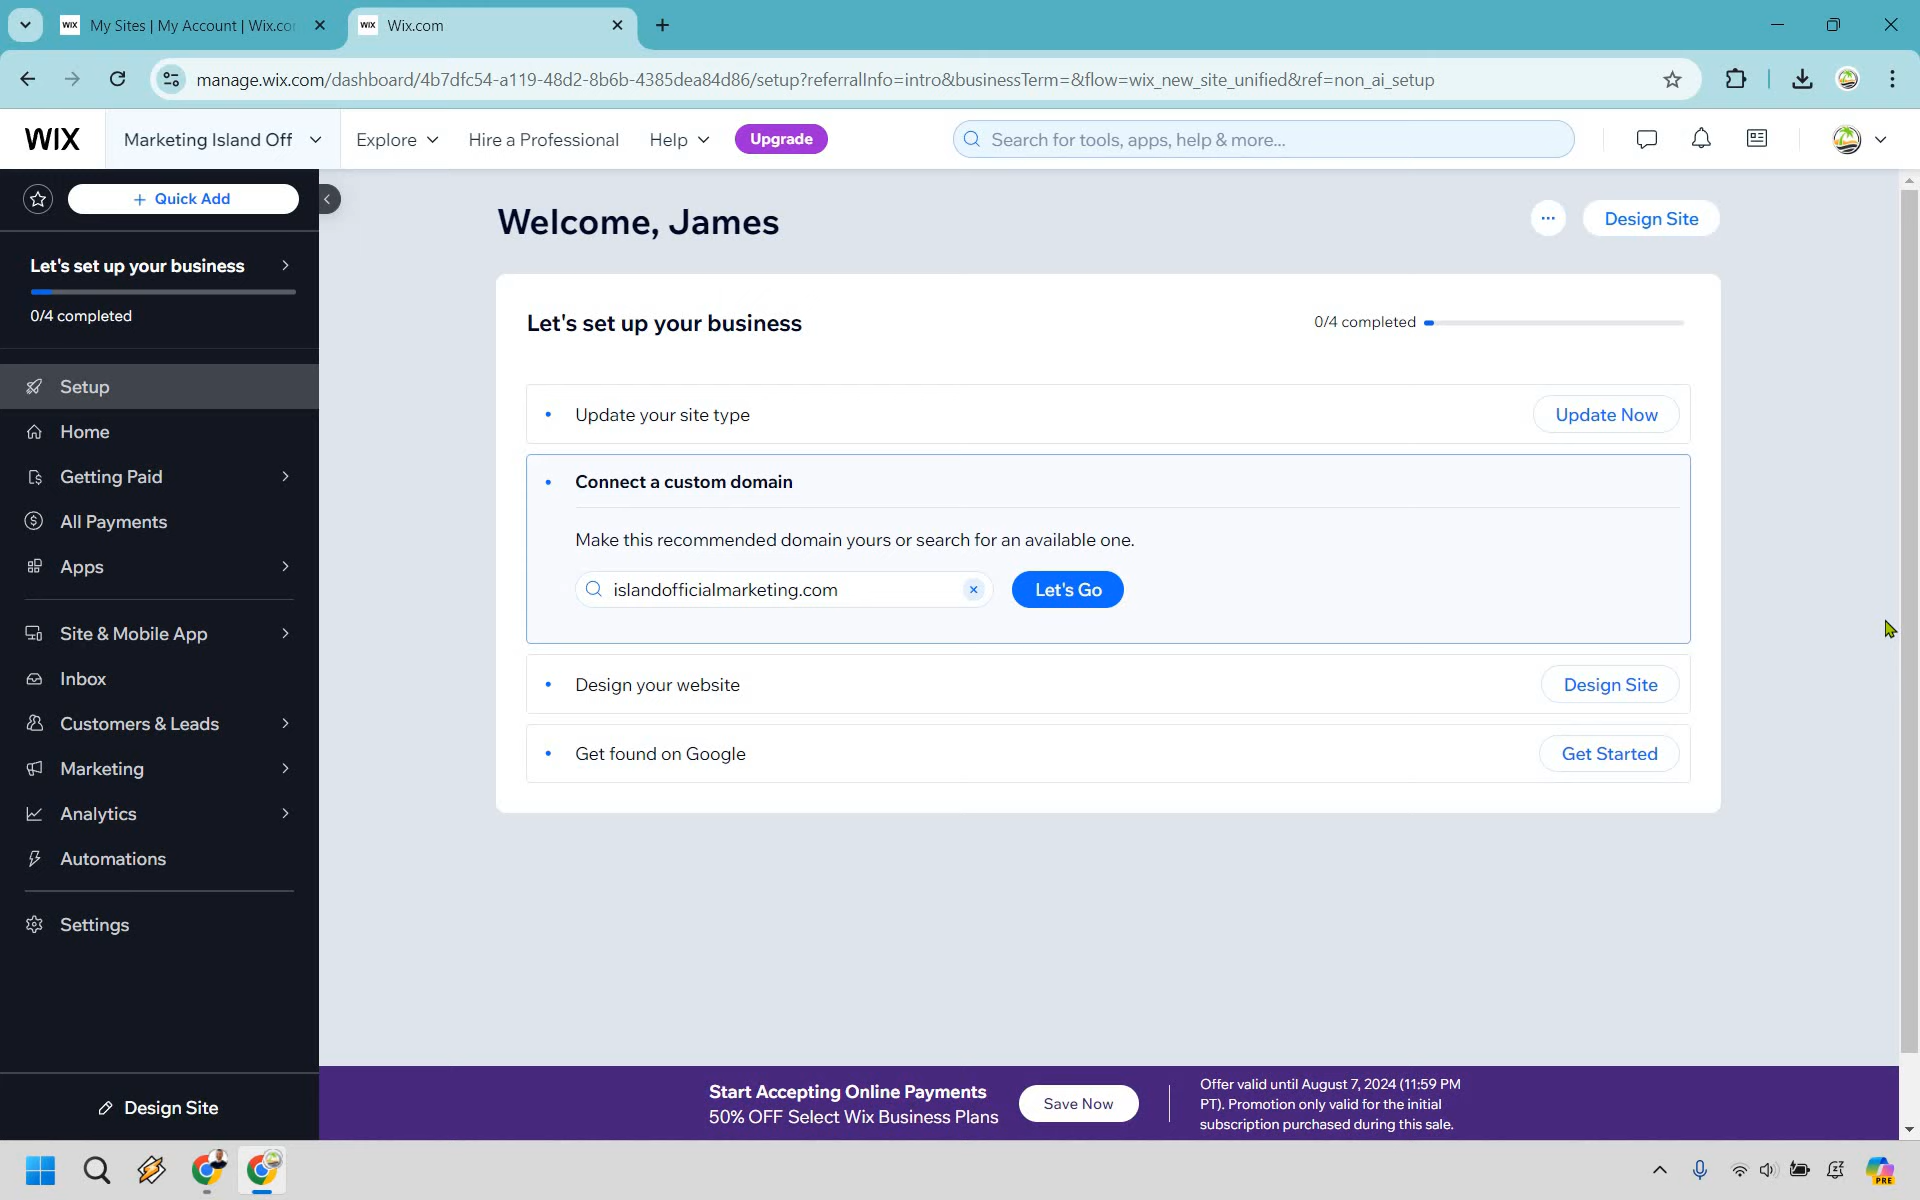 WIX My Sites | My Account | Wix.co
WIX Wix.com
manage.wix.com/dashboard/4b7dfc54-a119-48d2-8b6b-4385dea84d86/setup?referralInfo=intro&businessTerm=&flow=wix_new_site_unified&ref=non_ai_setup
WIX
Marketing Island Off
Explore
Hire a Professional
Help
Upgrade
Search for tools, apps, help & more...
+ Quick Add
Let's set up your business
0/4 completed
Setup
Home
Getting Paid
All Payments
Apps
Site & Mobile App
Inbox
Customers & Leads
Marketing
Analytics
Automations
Settings
Design Site
Welcome, James
Design Site
Let's set up your business
0/4 completed
Update your site type
Update Now
Connect a custom domain
Make this recommended domain yours or search for an available one.
islandofficialmarketing.com
Let's Go
Design your website
Design Site
Get found on Google
Get Started
Start Accepting Online Payments
50% OFF Select Wix Business Plans
Save Now
Offer valid until August 7, 2024 (11:59 PM
PT). Promotion only valid for the initial
subscription purchased during this sale.
PRE